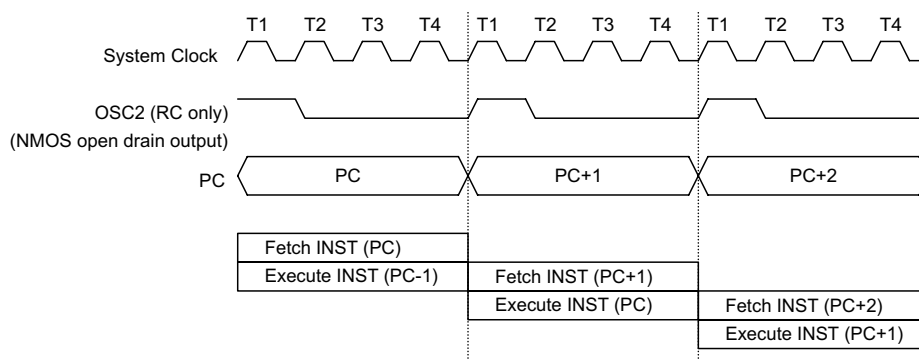 T1 T2 T3 T4 T1 T2 T3 T4 T1 T2 T3 T4
System Clock
OSC2 (RC only)
(NMOS open drain output)
PC PC PC+1 PC+2
Fetch INST (PC)
Execute INST (PC-1) Fetch INST (PC+1)
Execute INST (PC) Fetch INST (PC+2)
Execute INST (PC+1)